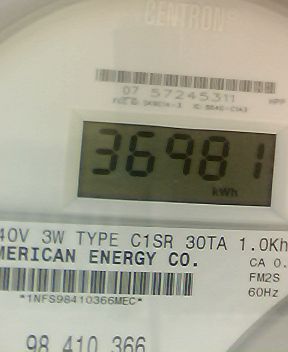 CENTRON®
07 57245311
36981
kWh
40V 3W TYPE C1SR 30TA 1.0Kh
MERICAN ENERGY CO.
CA 0.
FM2S
*1NFS98410366MEC*
60Hz
98 410 366